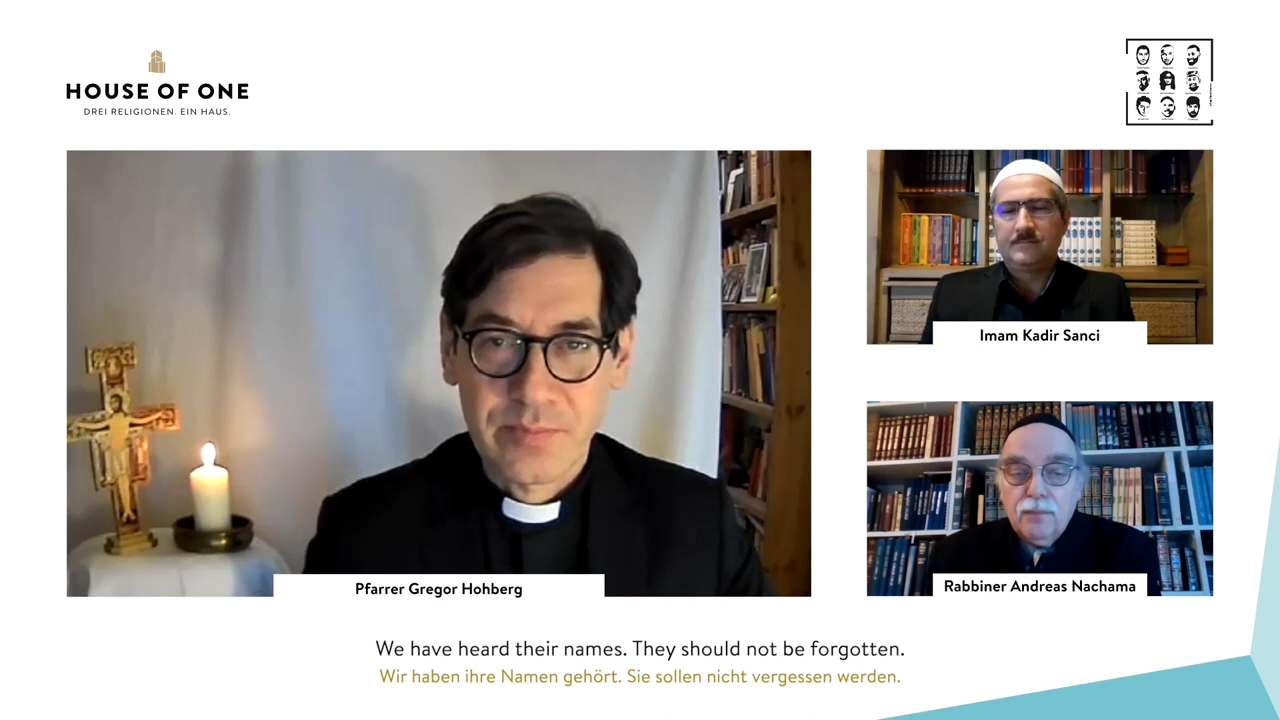 HOUSE OF ONE
DREI RELIGIONEN. EIN HAUS.
Imam Kadir Sanci
Pfarrer Gregor Hohberg
Rabbiner Andreas Nachama
We have heard their names. They should not be forgotten.
Wir haben ihre Namen gehört. Sie sollen nicht vergessen werden.